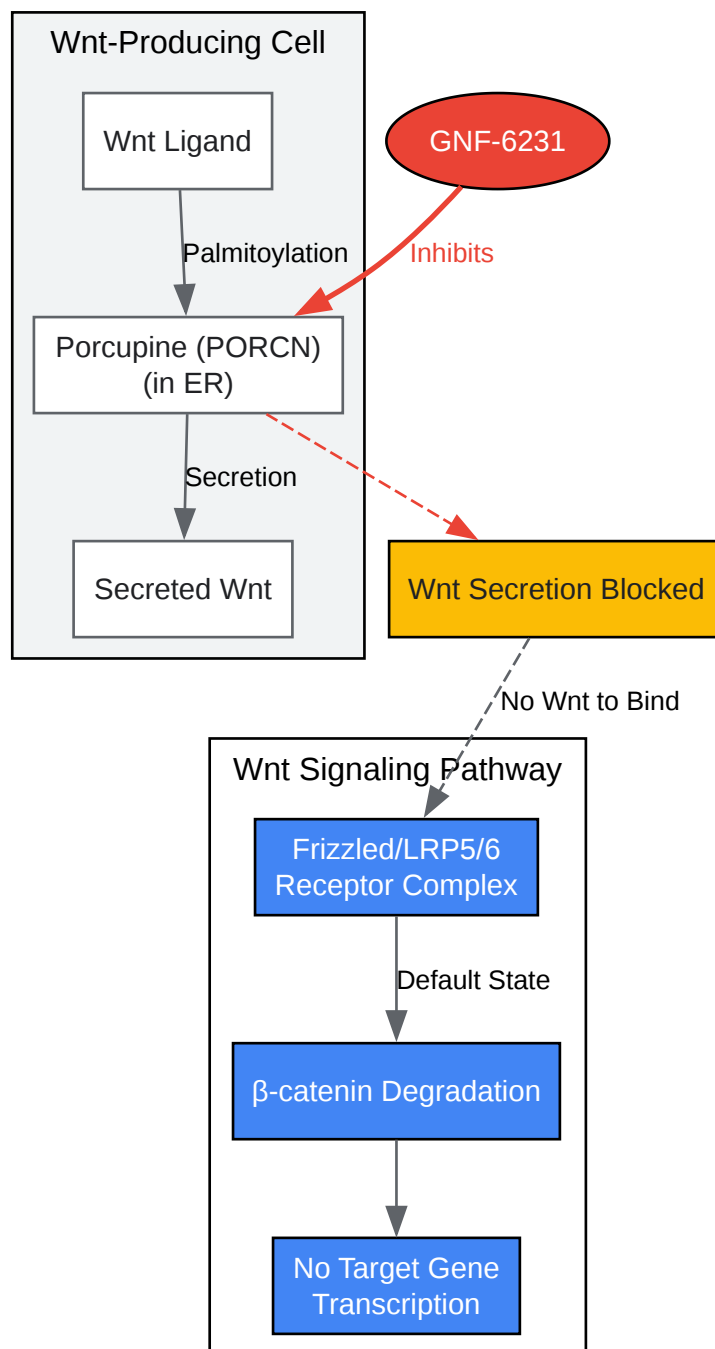 Wnt-Producing Cell
Wnt Ligand
GNF-6231
Palmitoylation
Inhibits
Porcupine (PORCN)
(in ER)
Secretion
Secreted Wnt
Wnt Secretion Blocked
No Wnt to Bind
Wnt Signaling Pathway
Frizzled/LRP5/6
Receptor Complex
Default State
β-catenin Degradation
No Target Gene
Transcription